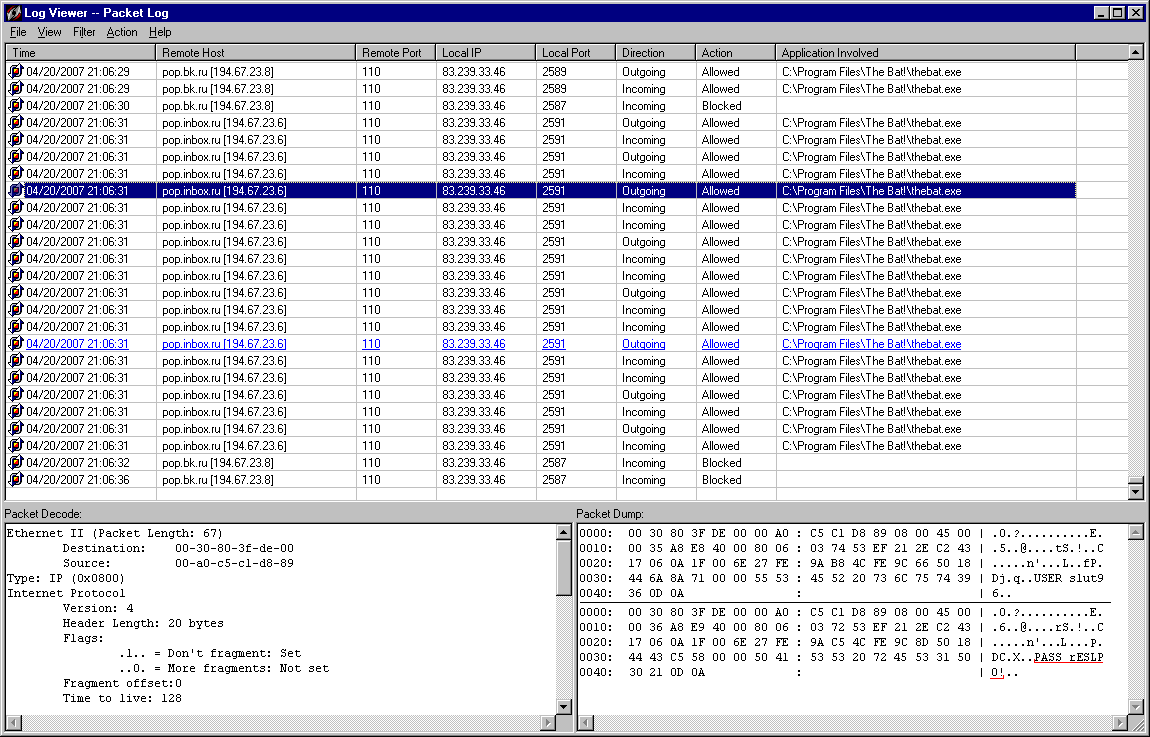 Log Viewer -- Packet Log
File View Filter Action Help
Time Remote Host Remote Port Local IP Local Port Direction Action Application Involved
04/20/2007 21:06:29 pop.bk.ru [194.67.23.8] 110 83.239.33.46 2589 Outgoing Allowed C:\Program Files\The Bat!\thebat.exe
04/20/2007 21:06:29 pop.bk.ru [194.67.23.8] 110 83.239.33.46 2589 Incoming Allowed C:\Program Files\The Bat!\thebat.exe
04/20/2007 21:06:30 pop.bk.ru [194.67.23.8] 110 83.239.33.46 2587 Incoming Blocked
04/20/2007 21:06:31 pop.inbox.ru [194.67.23.6] 110 83.239.33.46 2591 Outgoing Allowed C:\Program Files\The Bat!\thebat.exe
04/20/2007 21:06:31 pop.inbox.ru [194.67.23.6] 110 83.239.33.46 2591 Incoming Allowed C:\Program Files\The Bat!\thebat.exe
04/20/2007 21:06:31 pop.inbox.ru [194.67.23.6] 110 83.239.33.46 2591 Outgoing Allowed C:\Program Files\The Bat!\thebat.exe
04/20/2007 21:06:31 pop.inbox.ru [194.67.23.6] 110 83.239.33.46 2591 Incoming Allowed C:\Program Files\The Bat!\thebat.exe
04/20/2007 21:06:31 pop.inbox.ru [194.67.23.6] 110 83.239.33.46 2591 Outgoing Allowed C:\Program Files\The Bat!\thebat.exe
04/20/2007 21:06:31 pop.inbox.ru [194.67.23.6] 110 83.239.33.46 2591 Incoming Allowed C:\Program Files\The Bat!\thebat.exe
04/20/2007 21:06:31 pop.inbox.ru [194.67.23.6] 110 83.239.33.46 2591 Incoming Allowed C:\Program Files\The Bat!\thebat.exe
04/20/2007 21:06:31 pop.inbox.ru [194.67.23.6] 110 83.239.33.46 2591 Outgoing Allowed C:\Program Files\The Bat!\thebat.exe
04/20/2007 21:06:31 pop.inbox.ru [194.67.23.6] 110 83.239.33.46 2591 Incoming Allowed C:\Program Files\The Bat!\thebat.exe
04/20/2007 21:06:31 pop.inbox.ru [194.67.23.6] 110 83.239.33.46 2591 Incoming Allowed C:\Program Files\The Bat!\thebat.exe
04/20/2007 21:06:31 pop.inbox.ru [194.67.23.6] 110 83.239.33.46 2591 Outgoing Allowed C:\Program Files\The Bat!\thebat.exe
04/20/2007 21:06:31 pop.inbox.ru [194.67.23.6] 110 83.239.33.46 2591 Incoming Allowed C:\Program Files\The Bat!\thebat.exe
04/20/2007 21:06:31 pop.inbox.ru [194.67.23.6] 110 83.239.33.46 2591 Incoming Allowed C:\Program Files\The Bat!\thebat.exe
04/20/2007 21:06:31 pop.inbox.ru [194.67.23.6] 110 83.239.33.46 2591 Outgoing Allowed C:\Program Files\The Bat!\thebat.exe
04/20/2007 21:06:31 pop.inbox.ru [194.67.23.6] 110 83.239.33.46 2591 Incoming Allowed C:\Program Files\The Bat!\thebat.exe
04/20/2007 21:06:31 pop.inbox.ru [194.67.23.6] 110 83.239.33.46 2591 Incoming Allowed C:\Program Files\The Bat!\thebat.exe
04/20/2007 21:06:31 pop.inbox.ru [194.67.23.6] 110 83.239.33.46 2591 Outgoing Allowed C:\Program Files\The Bat!\thebat.exe
04/20/2007 21:06:31 pop.inbox.ru [194.67.23.6] 110 83.239.33.46 2591 Incoming Allowed C:\Program Files\The Bat!\thebat.exe
04/20/2007 21:06:31 pop.inbox.ru [194.67.23.6] 110 83.239.33.46 2591 Outgoing Allowed C:\Program Files\The Bat!\thebat.exe
04/20/2007 21:06:31 pop.inbox.ru [194.67.23.6] 110 83.239.33.46 2591 Incoming Allowed C:\Program Files\The Bat!\thebat.exe
04/20/2007 21:06:32 pop.bk.ru [194.67.23.8] 110 83.239.33.46 2587 Incoming Blocked
04/20/2007 21:06:36 pop.bk.ru [194.67.23.8] 110 83.239.33.46 2587 Incoming Blocked
Packet Decode:
Ethernet II (Packet Length: 67)
Destination: 00-30-80-3f-de-00
Source: 00-a0-c5-c1-d8-89
Type: IP (0x0800)
Internet Protocol
Version: 4
Header Length: 20 bytes
Flags:
.1.. = Don't fragment: Set
..0. = More fragments: Not set
Fragment offset:0
Time to live: 128
Packet Dump:
0000: 00 30 80 3F DE 00 00 A0 : C5 C1 D8 89 08 00 45 00 | .0.?..........E.
0010: 00 35 A8 E8 40 00 80 06 : 03 74 53 EF 21 2E C2 43 | .5..@....tS.!..C
0020: 17 06 0A 1F 00 6E 27 FE : 9A B8 4C FE 9C 66 50 18 | .....n'...L..fP.
0030: 44 6A 8A 71 00 00 55 53 : 45 52 20 73 6C 75 74 39 | Dj.q..USER slut9
0040: 36 0D 0A : | 6..
0000: 00 30 80 3F DE 00 00 A0 : C5 C1 D8 89 08 00 45 00 | .0.?..........E.
0010: 00 36 A8 E9 40 00 80 06 : 03 72 53 EF 21 2E C2 43 | .6..@....rS.!..C
0020: 17 06 0A 1F 00 6E 27 FE : 9A C5 4C FE 9C 8D 50 18 | .....n'...L...p.
0030: 44 43 C5 58 00 00 50 41 : 53 53 20 72 45 53 31 50 | DC.X..PASS rESLP
0040: 30 21 0D 0A : | 0!..